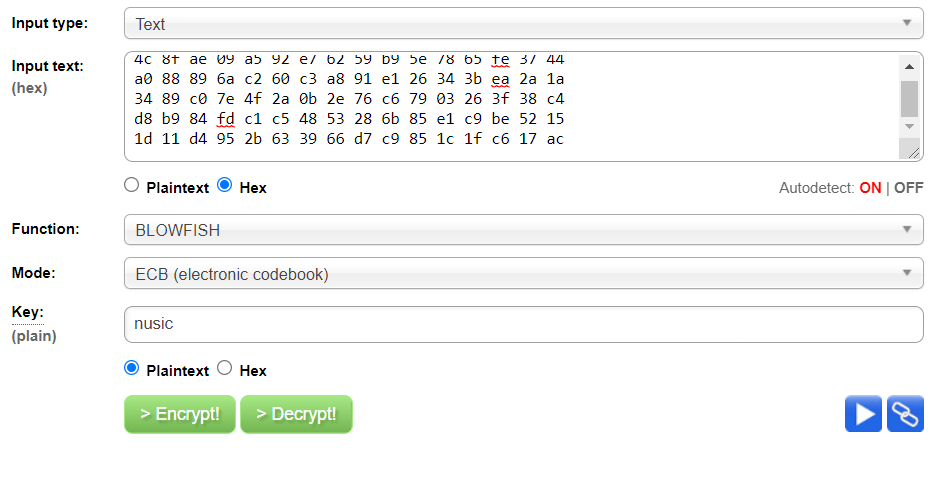 Input type:
Text
Input text:
(hex)
4c 8f ae 09 a5 92 e7 62 59 b9 5e 78 65 fe 37 44
a0 88 89 6a c2 60 c3 a8 91 e1 26 34 3b ea 2a 1a
34 89 c0 7e 4f 2a 0b 2e 76 c6 79 03 26 3f 38 c4
d8 b9 84 fd c1 c5 48 53 28 6b 85 e1 c9 be 52 15
1d 11 d4 95 2b 63 39 66 d7 c9 85 1c 1f c6 17 ac
Plaintext Hex
Autodetect: ON | OFF
Function:
BLOWFISH
Mode:
ECB (electronic codebook)
Key:
(plain)
nusic
Plaintext Hex
> Encrypt! > Decrypt!